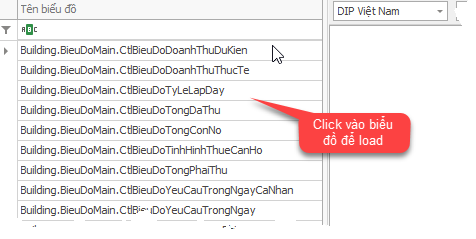 Tên biểu đồ
DIP Việt Nam
ABC
Building.BieuDoMain.CtlBieuDoDoanhThuDuKien
Building.BieuDoMain.CtlBieuDoDoanhThuThucTe
Building.BieuDoMain.CtlBieuDoTyLeLapDay
Building.BieuDoMain.CtlBieuDoTongDaThu
Building.BieuDoMain.CtlBieuDoTongConNo
Building.BieuDoMain.CtlBieuDoTinhHinhThueCanHo
Building.BieuDoMain.CtlBieuDoTongPhaiThu
Building.BieuDoMain.CtlBieuDoYeuCauTrongNgayCaNhan
Building.BieuDoMain.CtlBieuDoYeuCauTrongNgay
Click vào biểu
đồ để load